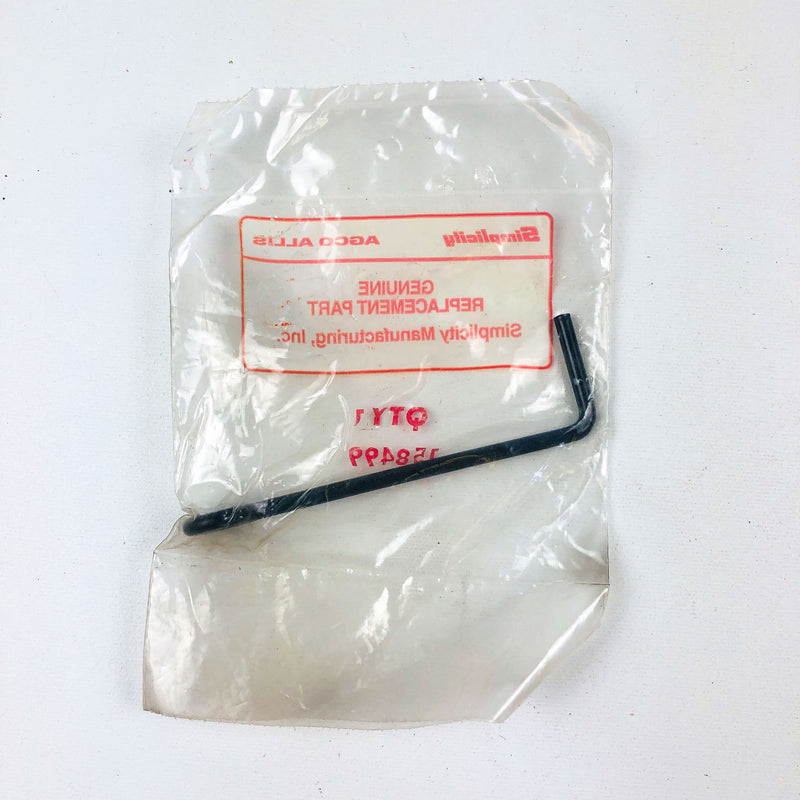 Simplicity AGCO ALLIS
GENUINE
REPLACEMENT PART
Simplicity Manufacturing, Inc.
QTY 1
158499